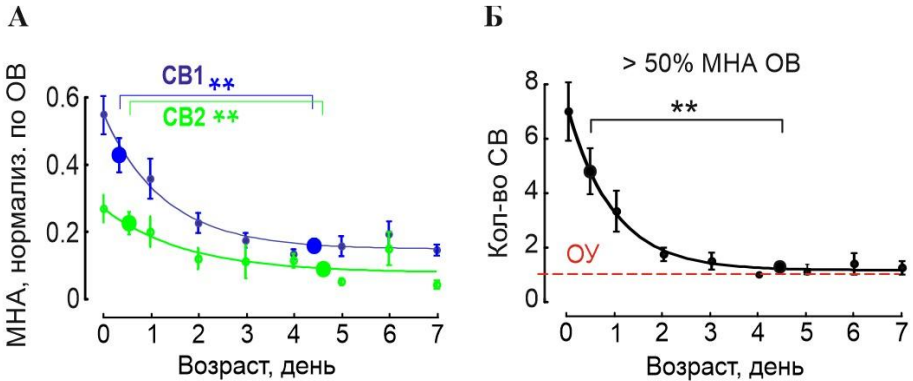 А
МНА, нормализ. по ОВ
СВ1 **
СВ2 **
0.6
0.4
0.2
0
0 1 2 3 4 5 6 7
Возраст, день
Б
> 50% МНА ОВ
**
Кол-во СВ
8
6
4
2
0
ОУ
0 1 2 3 4 5 6 7
Возраст, день